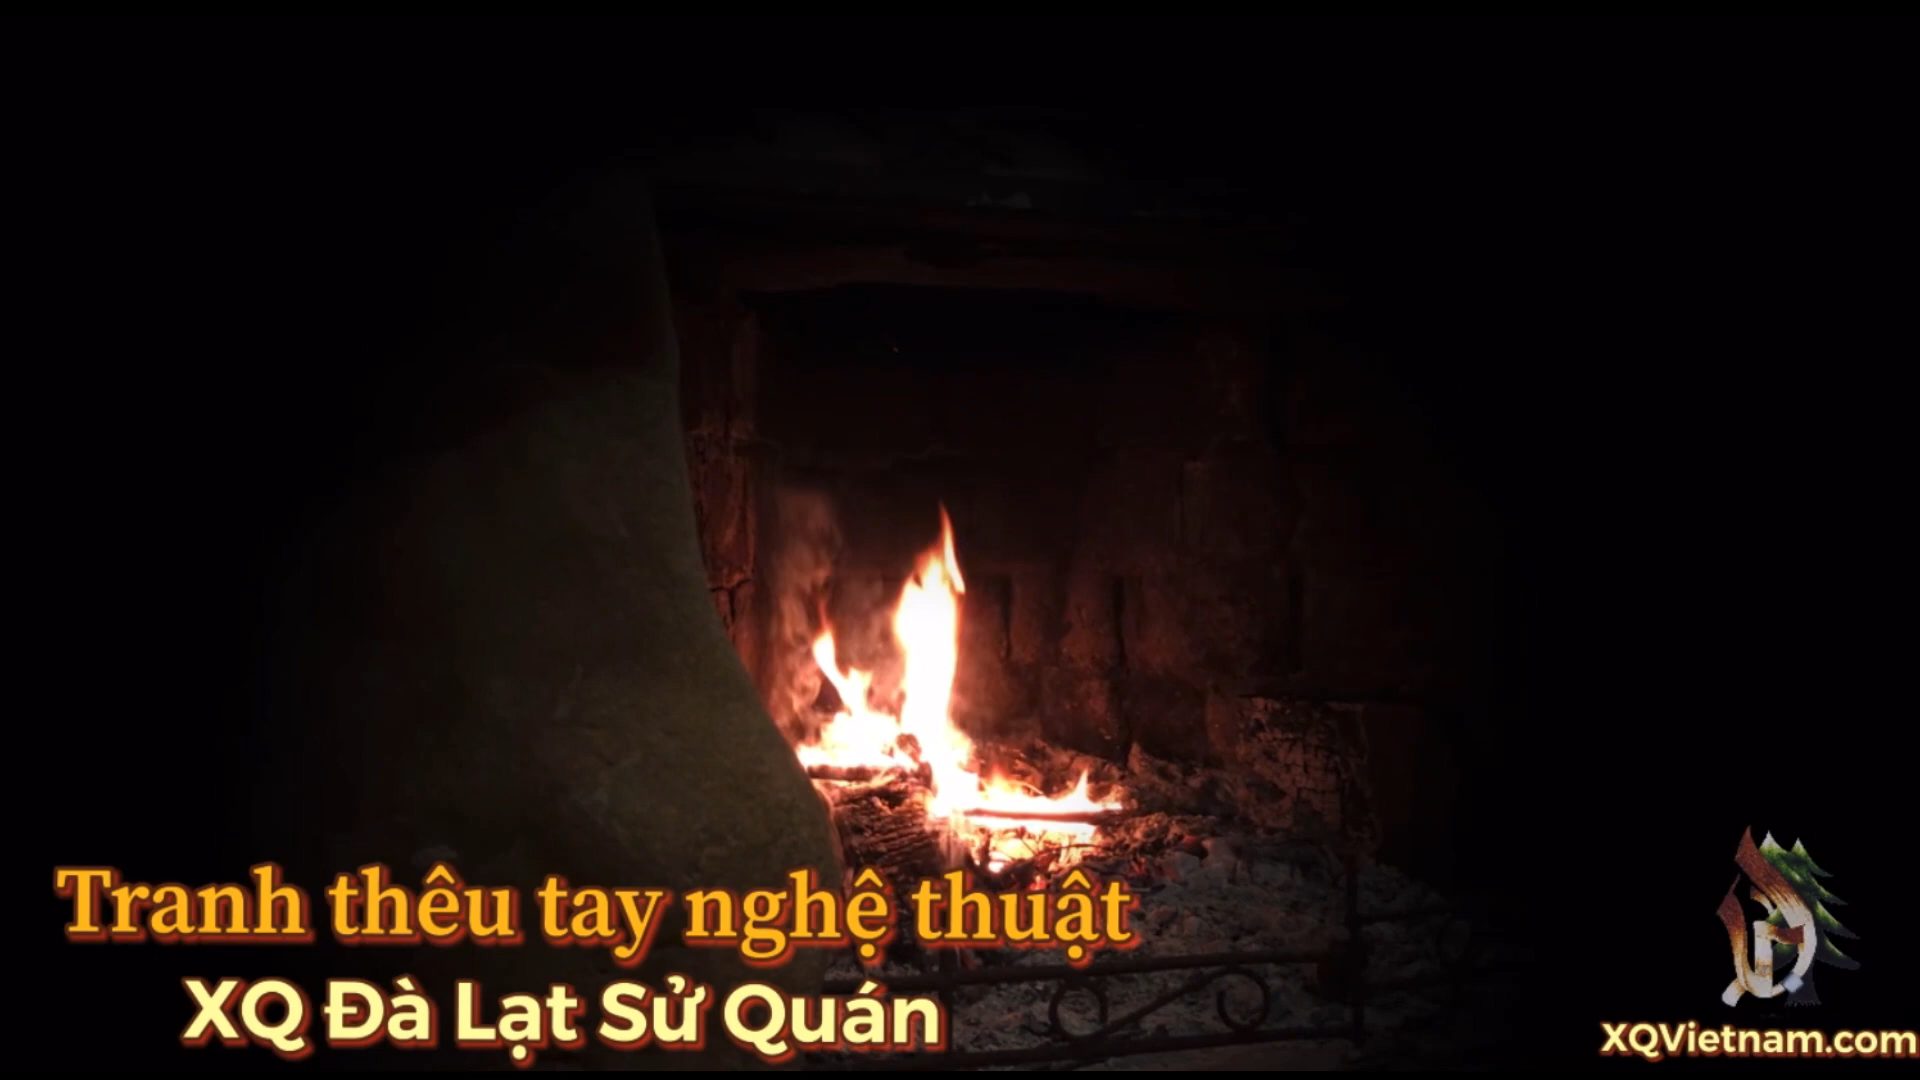 Tranh thêu tay nghệ thuật
XQ Đà Lạt Sử Quán
XQVietnam.com